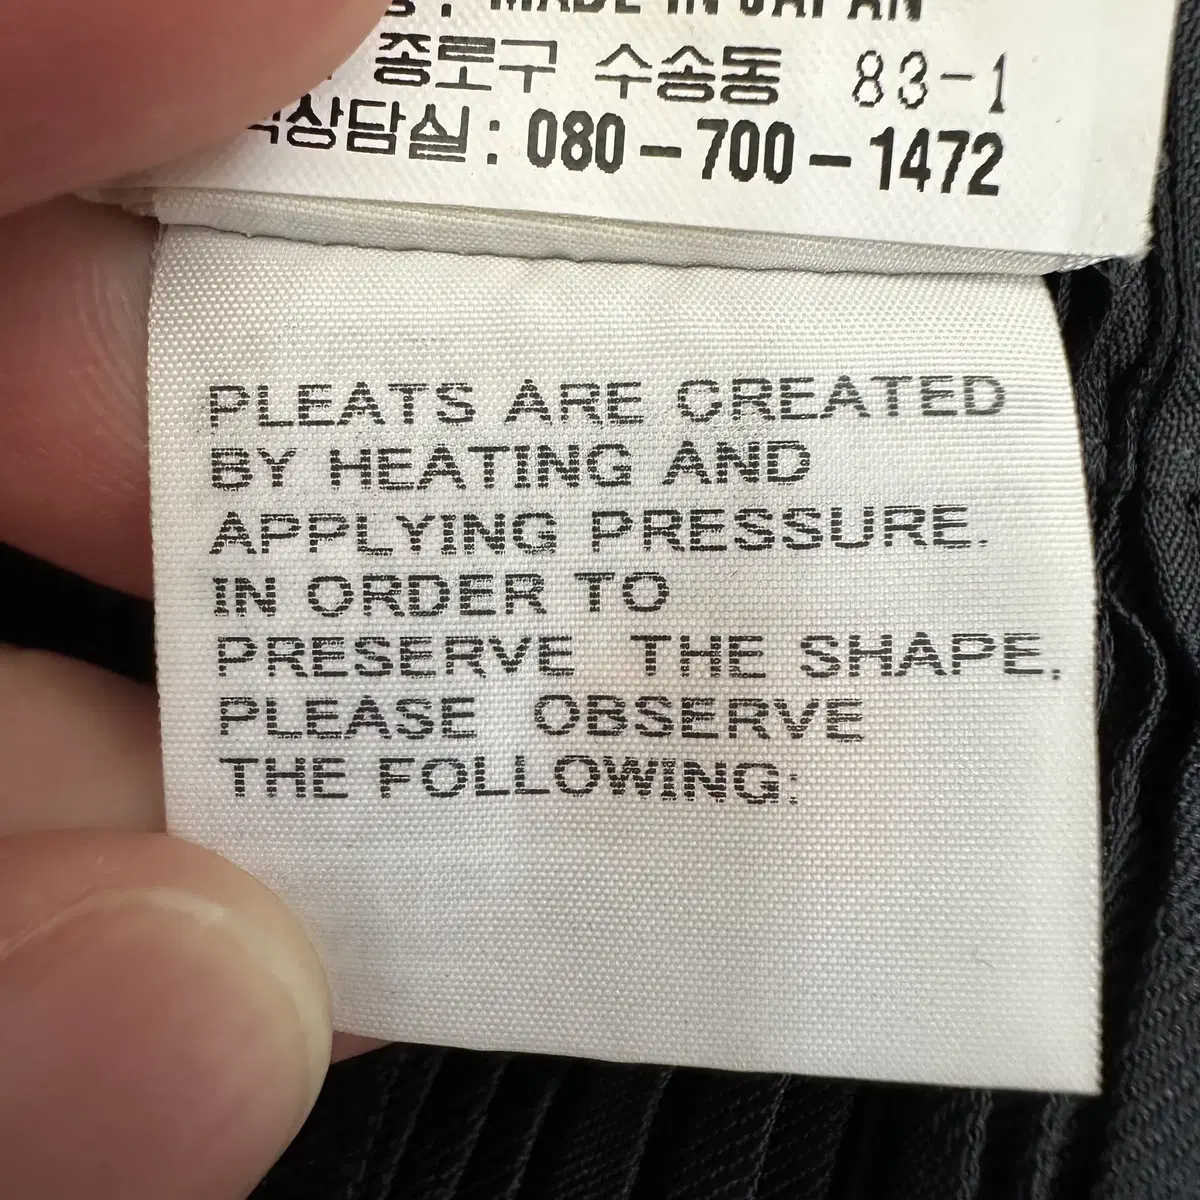 MADE IN JAPAN
종로구 수송동 83-1
상담실: 080-700-1472
PLEATS ARE CREATED
BY HEATING AND
APPLYING PRESSURE.
IN ORDER TO
PRESERVE THE SHAPE,
PLEASE OBSERVE
THE FOLLOWING: